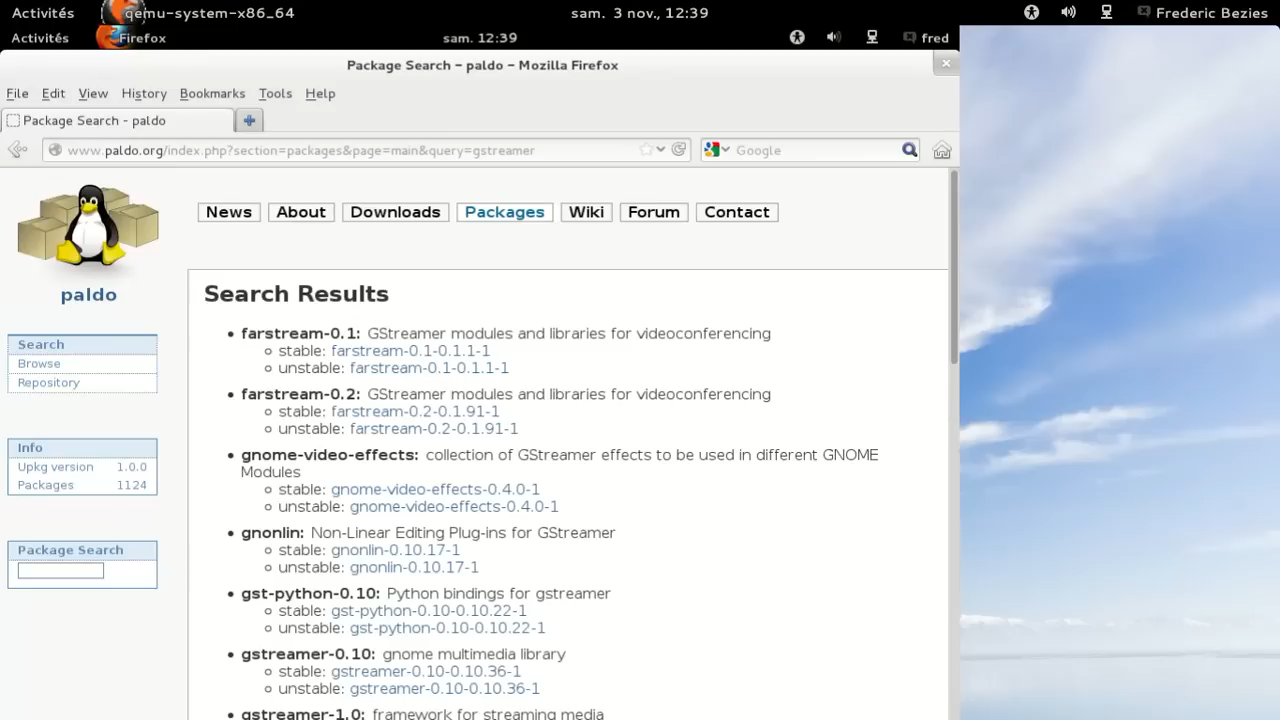 Activités qemu-system-x86_64 sam. 3 nov., 12:39 Frederic Bezies
Activités Firefox sam. 12:39 fred
Package Search – paldo – Mozilla Firefox
File Edit View History Bookmarks Tools Help
Package Search - paldo
www.paldo.org/index.php?section=packages&page=main&query=gstreamer Google
News About Downloads Packages Wiki Forum Contact
paldo
Search
Browse
Repository
Info
Upkg version 1.0.0
Packages 1124
Package Search
Search Results
• farstream-0.1: GStreamer modules and libraries for videoconferencing
stable: farstream-0.1-0.1.1-1
unstable: farstream-0.1-0.1.1-1
• farstream-0.2: GStreamer modules and libraries for videoconferencing
stable: farstream-0.2-0.1.91-1
unstable: farstream-0.2-0.1.91-1
• gnome-video-effects: collection of GStreamer effects to be used in different GNOME
Modules
stable: gnome-video-effects-0.4.0-1
unstable: gnome-video-effects-0.4.0-1
• gnonlin: Non-Linear Editing Plug-ins for GStreamer
stable: gnonlin-0.10.17-1
unstable: gnonlin-0.10.17-1
• gst-python-0.10: Python bindings for gstreamer
stable: gst-python-0.10-0.10.22-1
unstable: gst-python-0.10-0.10.22-1
• gstreamer-0.10: gnome multimedia library
stable: gstreamer-0.10-0.10.36-1
unstable: gstreamer-0.10-0.10.36-1
• gstreamer-1.0: framework for streaming media